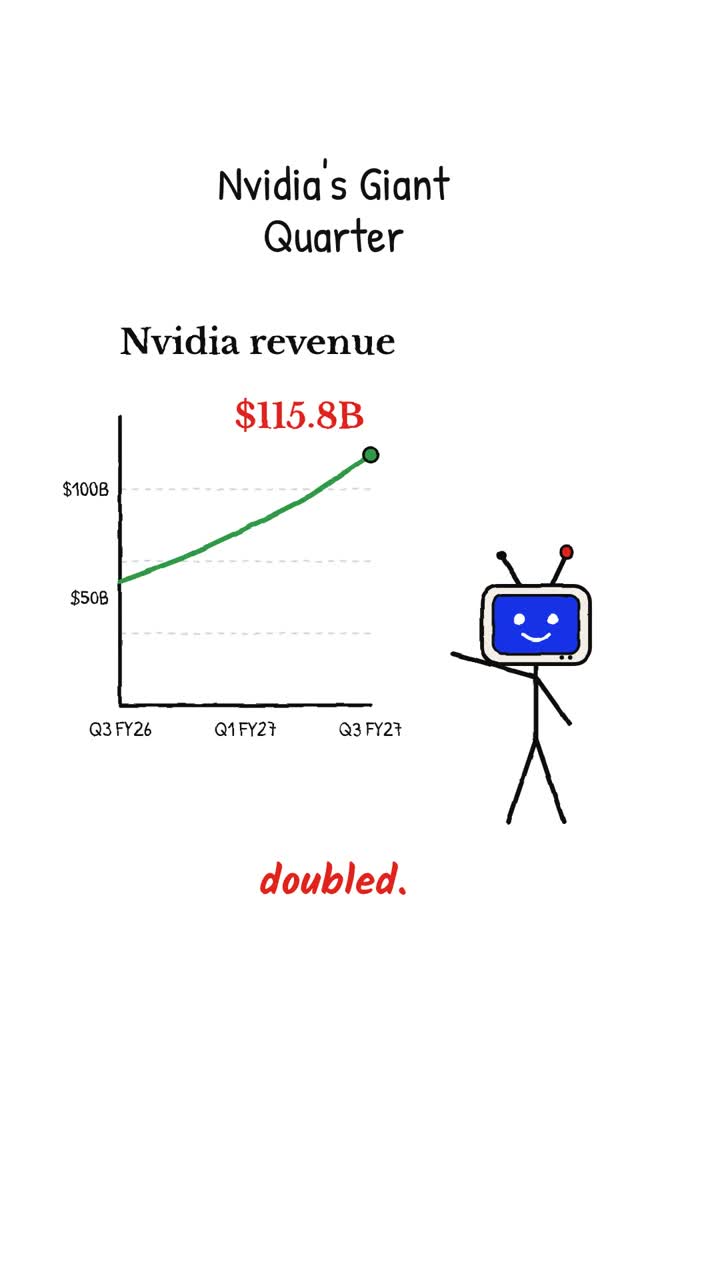 Nvidia's Giant
Quarter
Nvidia revenue
$115.8B
$100B
$50B
Q3 FY26
Q1 FY27
Q3 FY27
doubled.